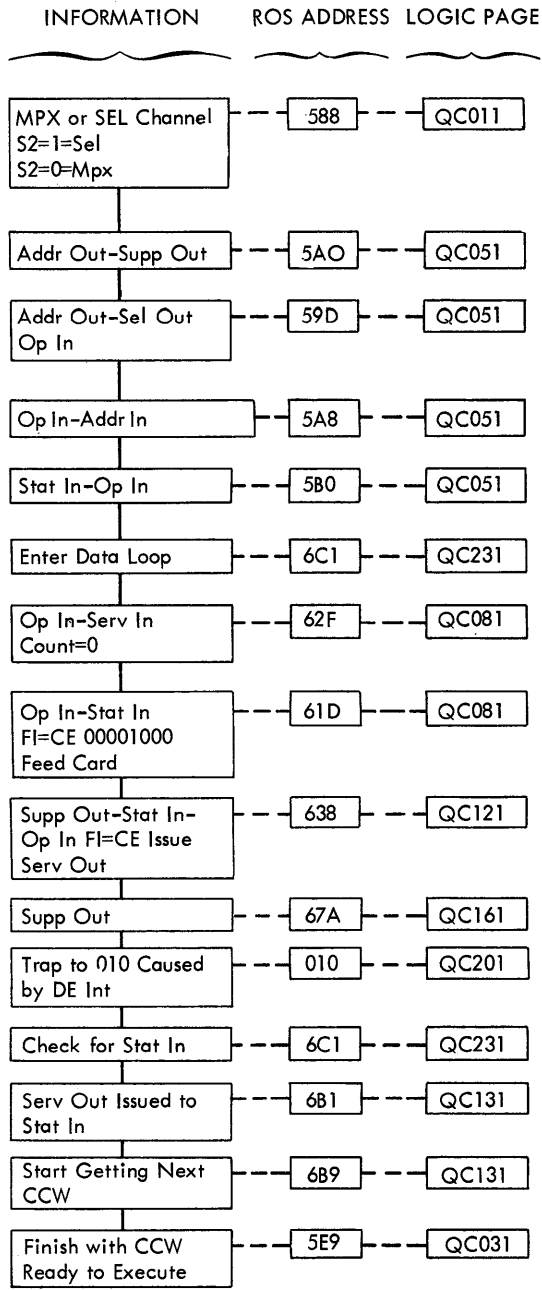 INFORMATION ROS ADDRESS LOGIC PAGE
MPX or SEL Channel 588 QC011
S2=1=Sel
S2=0=Mpx
Addr Out-Supp Out 5AO QC051
Addr Out-Sel Out 59D QC051
Op In
Op In-Addr In 5A8 QC051
Stat In-Op In 5B0 QC051
Enter Data Loop 6C1 QC231
Op In-Serv In 62F QC081
Count=0
Op In-Stat In 61D QC081
FI=CE 00001000
Feed Card
Supp Out-Stat In- 638 QC121
Op In FI=CE Issue
Serv Out
Supp Out 67A QC161
Trap to 010 Caused 010 QC201
by DE Int
Check for Stat In 6C1 QC231
Serv Out Issued to 6B1 QC131
Stat In
Start Getting Next 6B9 QC131
CCW
Finish with CCW 5E9 QC031
Ready to Execute